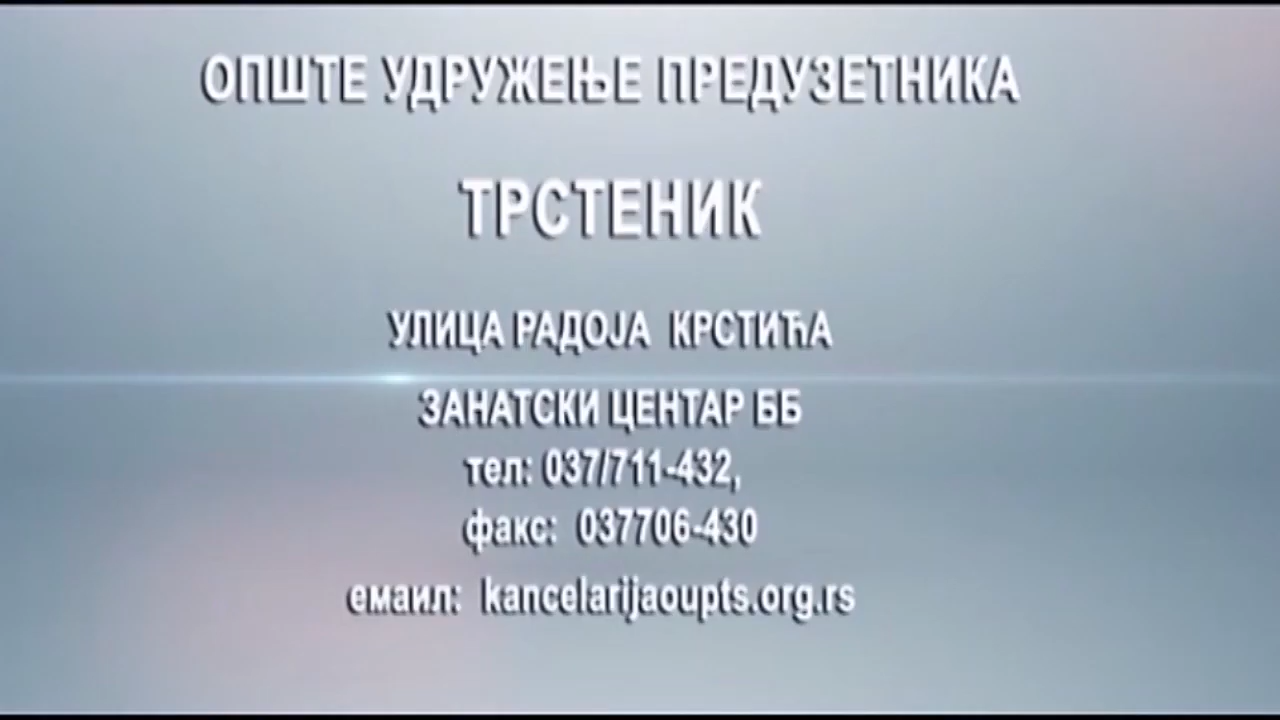 ОПШТЕ УДРУЖЕЊЕ ПРЕДУЗЕТНИКА
ТРСТЕНИК
УЛИЦА РАДОЈА КРСТИЋА
ЗАНАТСКИ ЦЕНТАР ББ
тел: 037/711-432,
факс: 037706-430
емаил: kancelarijaoupts.org.rs